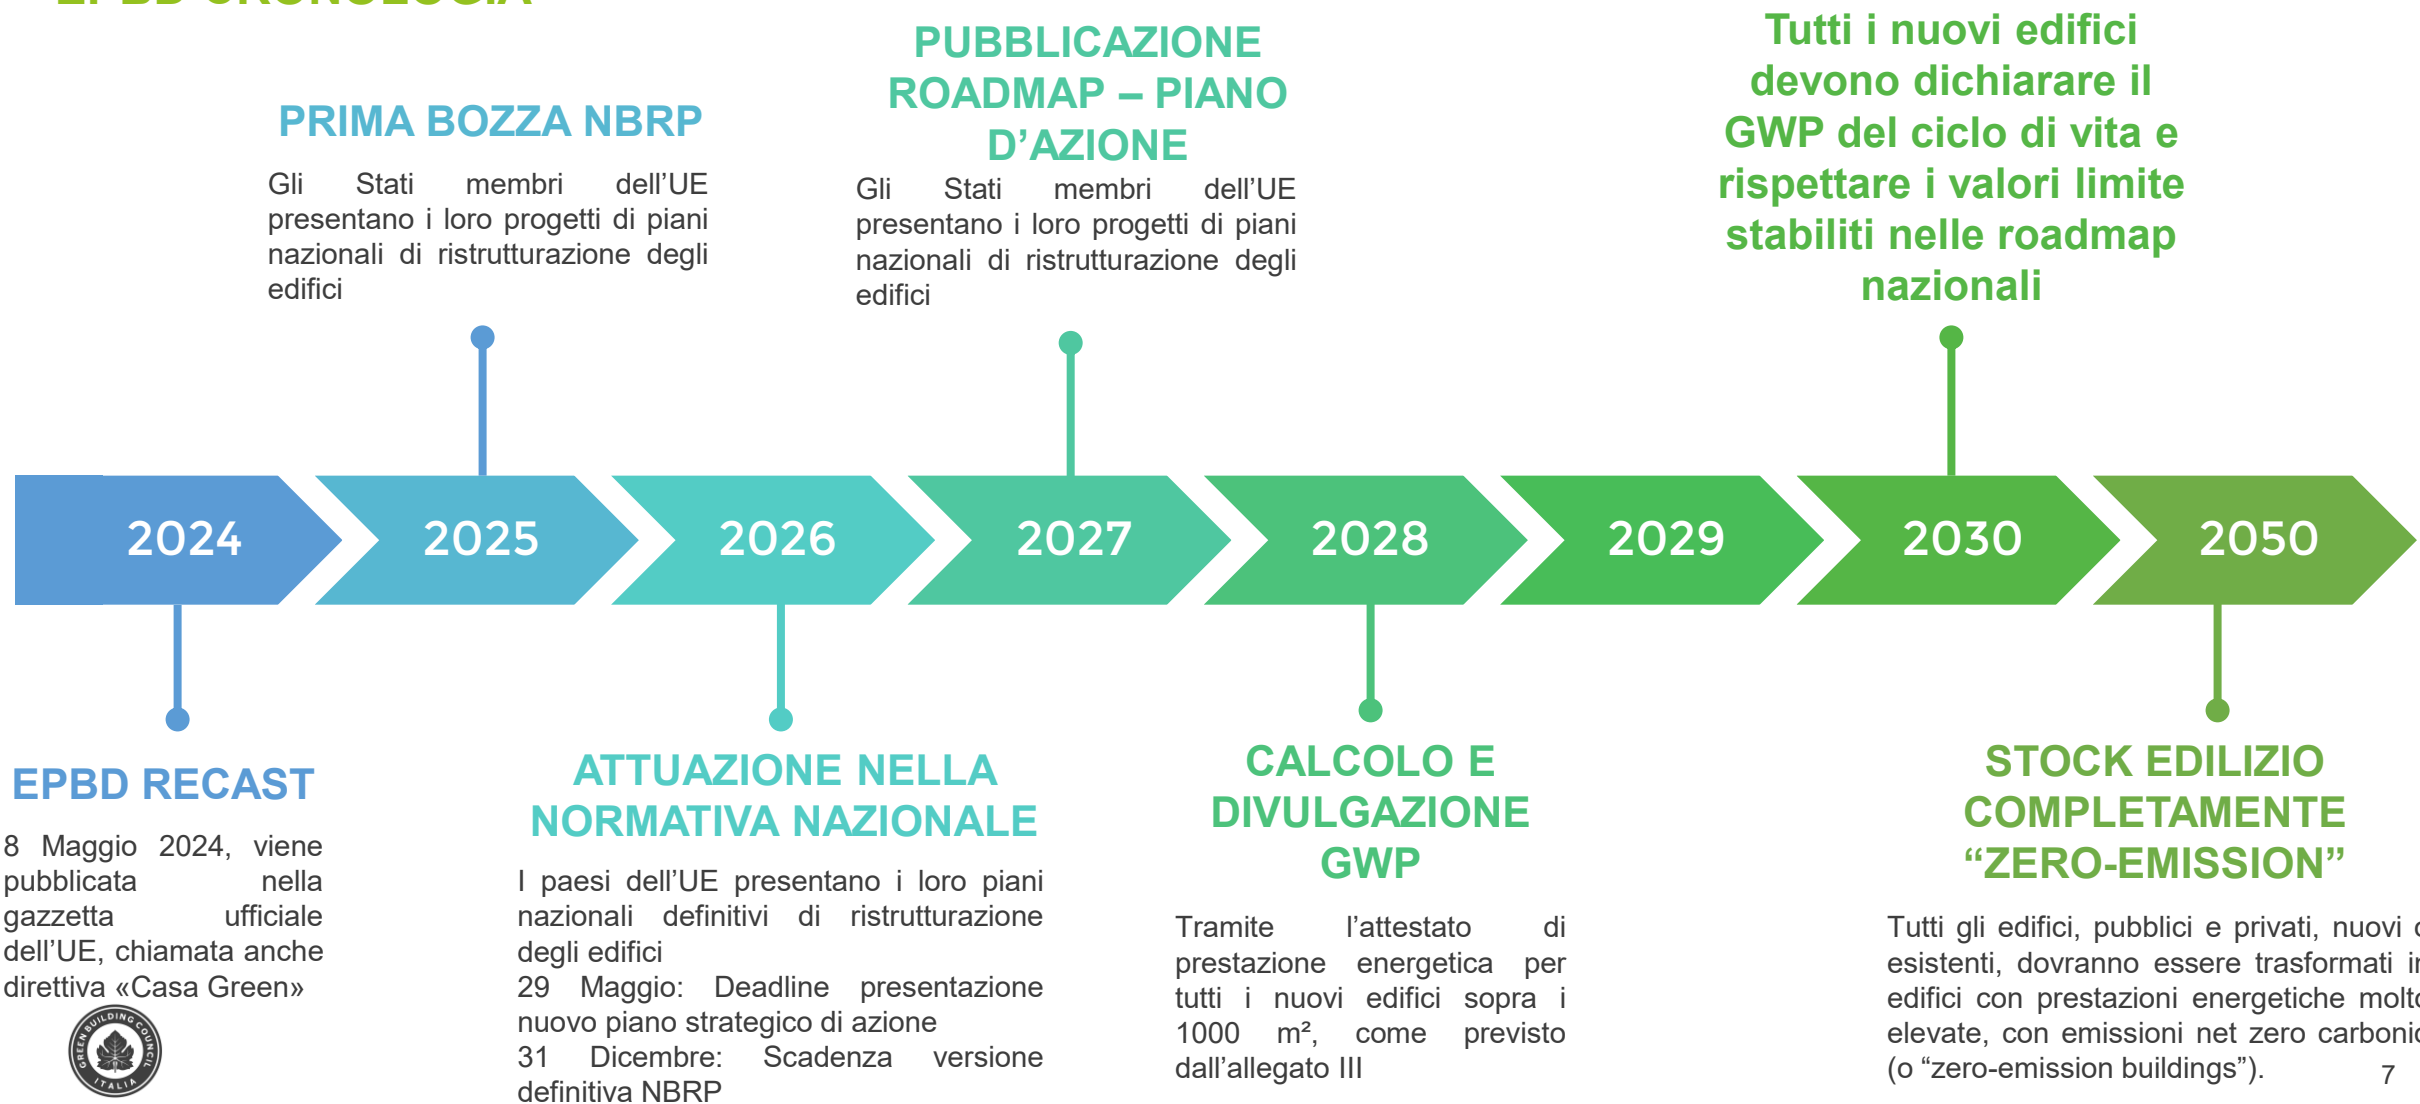 EPBD CRONOLOGIA
PRIMA BOZZA NBRP
Gli Stati membri dell’UE
presentano i loro progetti di piani
nazionali di ristrutturazione degli
edifici
PUBBLICAZIONE
ROADMAP – PIANO
D’AZIONE
Gli Stati membri dell’UE
presentano i loro progetti di piani
nazionali di ristrutturazione degli
edifici
Tutti i nuovi edifici
devono dichiarare il
GWP del ciclo di vita e
rispettare i valori limite
stabiliti nelle roadmap
nazionali
2024
2025
2026
2027
2028
2029
2030
2050
EPBD RECAST
8 Maggio 2024, viene
pubblicata nella
gazzetta ufficiale
dell’UE, chiamata anche
direttiva «Casa Green»
ATTUAZIONE NELLA
NORMATIVA NAZIONALE
I paesi dell’UE presentano i loro piani
nazionali definitivi di ristrutturazione
degli edifici
29 Maggio: Deadline presentazione
nuovo piano strategico di azione
31 Dicembre: Scadenza versione
definitiva NBRP
CALCOLO E
DIVULGAZIONE
GWP
Tramite l’attestato di
prestazione energetica per
tutti i nuovi edifici sopra i
1000 m², come previsto
dall’allegato III
STOCK EDILIZIO
COMPLETAMENTE
“ZERO-EMISSION”
Tutti gli edifici, pubblici e privati, nuovi o
esistenti, dovranno essere trasformati in
edifici con prestazioni energetiche molto
elevate, con emissioni net zero carbonio
(o “zero-emission buildings”).
GREEN BUILDING COUNCIL
ITALIA
7